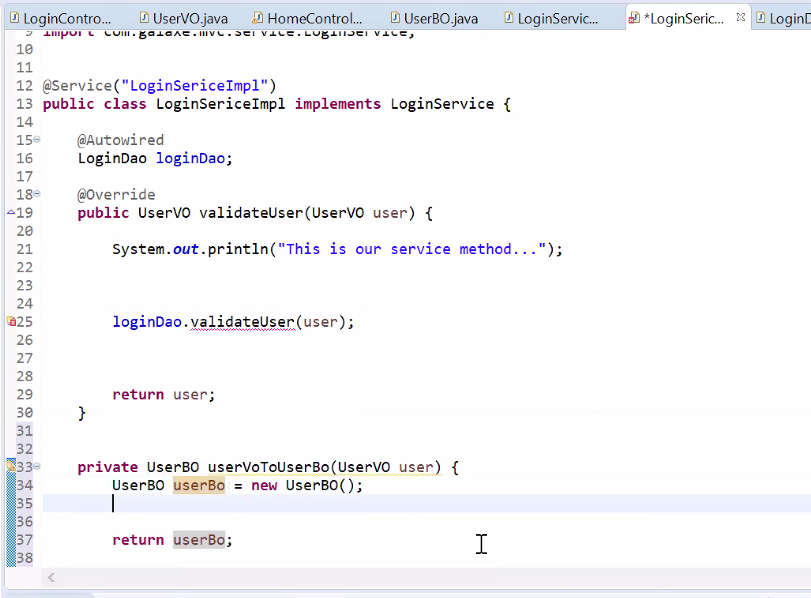 LoginContro... UserVO.java HomeControl... UserBO.java LoginServic... *LoginSeric... LoginD
9 import com.galaxe.mvc.service.LoginService;
10
11
12 @Service("LoginSericeImpl")
13 public class LoginSericeImpl implements LoginService {
14
15 @Autowired
16 LoginDao loginDao;
17
18 @Override
19 public UserVO validateUser(UserVO user) {
20
21 System.out.println("This is our service method...");
22
23
24
25 loginDao.validateUser(user);
26
27
28
29 return user;
30 }
31
32
33 private UserBO userVoToUserBo(UserVO user) {
34 UserBO userBo = new UserBO();
35
36
37 return userBo;
38